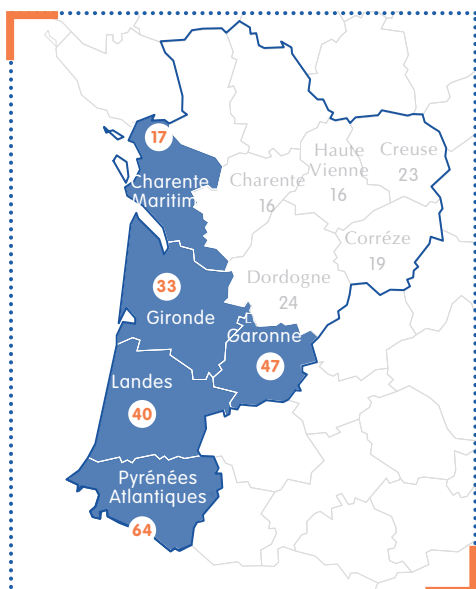 17
Charente
Maritim
Charente
16
Haute
Vienne
16
Creuse
23
Corréze
19
Dordogne
24
33
Gironde
Garonne
47
Landes
40
Pyrénées
Atlantiques
64